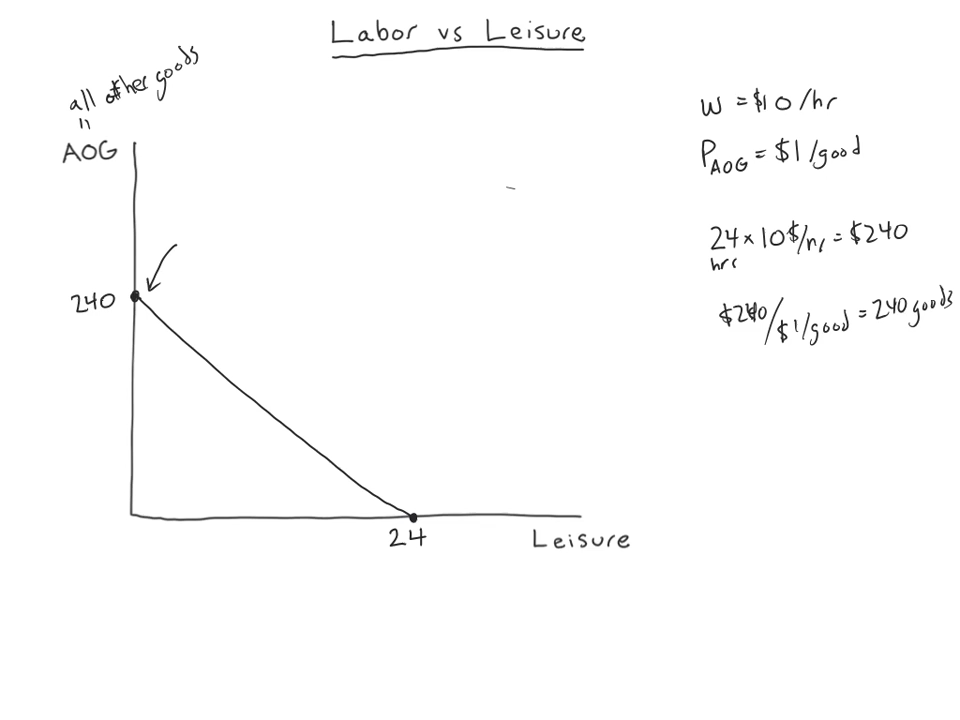 Labor vs Leisure
all other goods
"
AOG
W = $10/hr
P AOG = $1/good
24 × 10$/hr = $240
hrs
240
$240/$1/good = 240 goods
24
Leisure